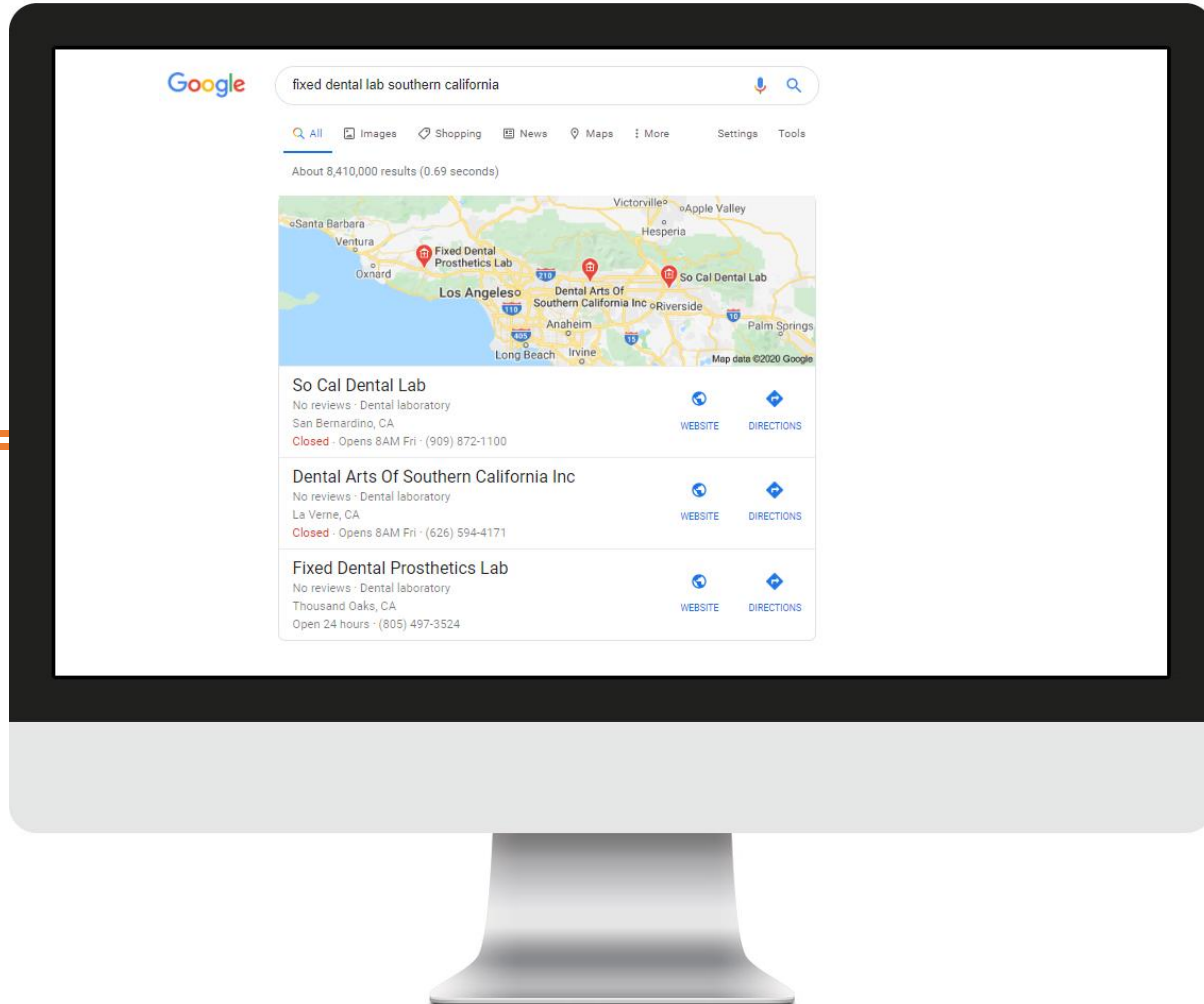 Google
fixed dental lab southern california
All Images Shopping News Maps More Settings Tools
About 8,410,000 results (0.69 seconds)
Victorville
Apple Valley
Santa Barbara
Hesperia
Ventura
Fixed Dental
Prosthetics Lab
Oxnard
210
So Cal Dental Lab
Los Angeles
Dental Arts Of
Southern California Inc
Riverside
110
10
Anaheim
Palm Springs
405
15
Long Beach
Irvine
Map data ©2020 Google
So Cal Dental Lab
No reviews · Dental laboratory
San Bernardino, CA
Closed · Opens 8AM Fri · (909) 872-1100
WEBSITE DIRECTIONS
Dental Arts Of Southern California Inc
No reviews · Dental laboratory
La Verne, CA
Closed · Opens 8AM Fri · (626) 594-4171
WEBSITE DIRECTIONS
Fixed Dental Prosthetics Lab
No reviews · Dental laboratory
Thousand Oaks, CA
Open 24 hours · (805) 497-3524
WEBSITE DIRECTIONS